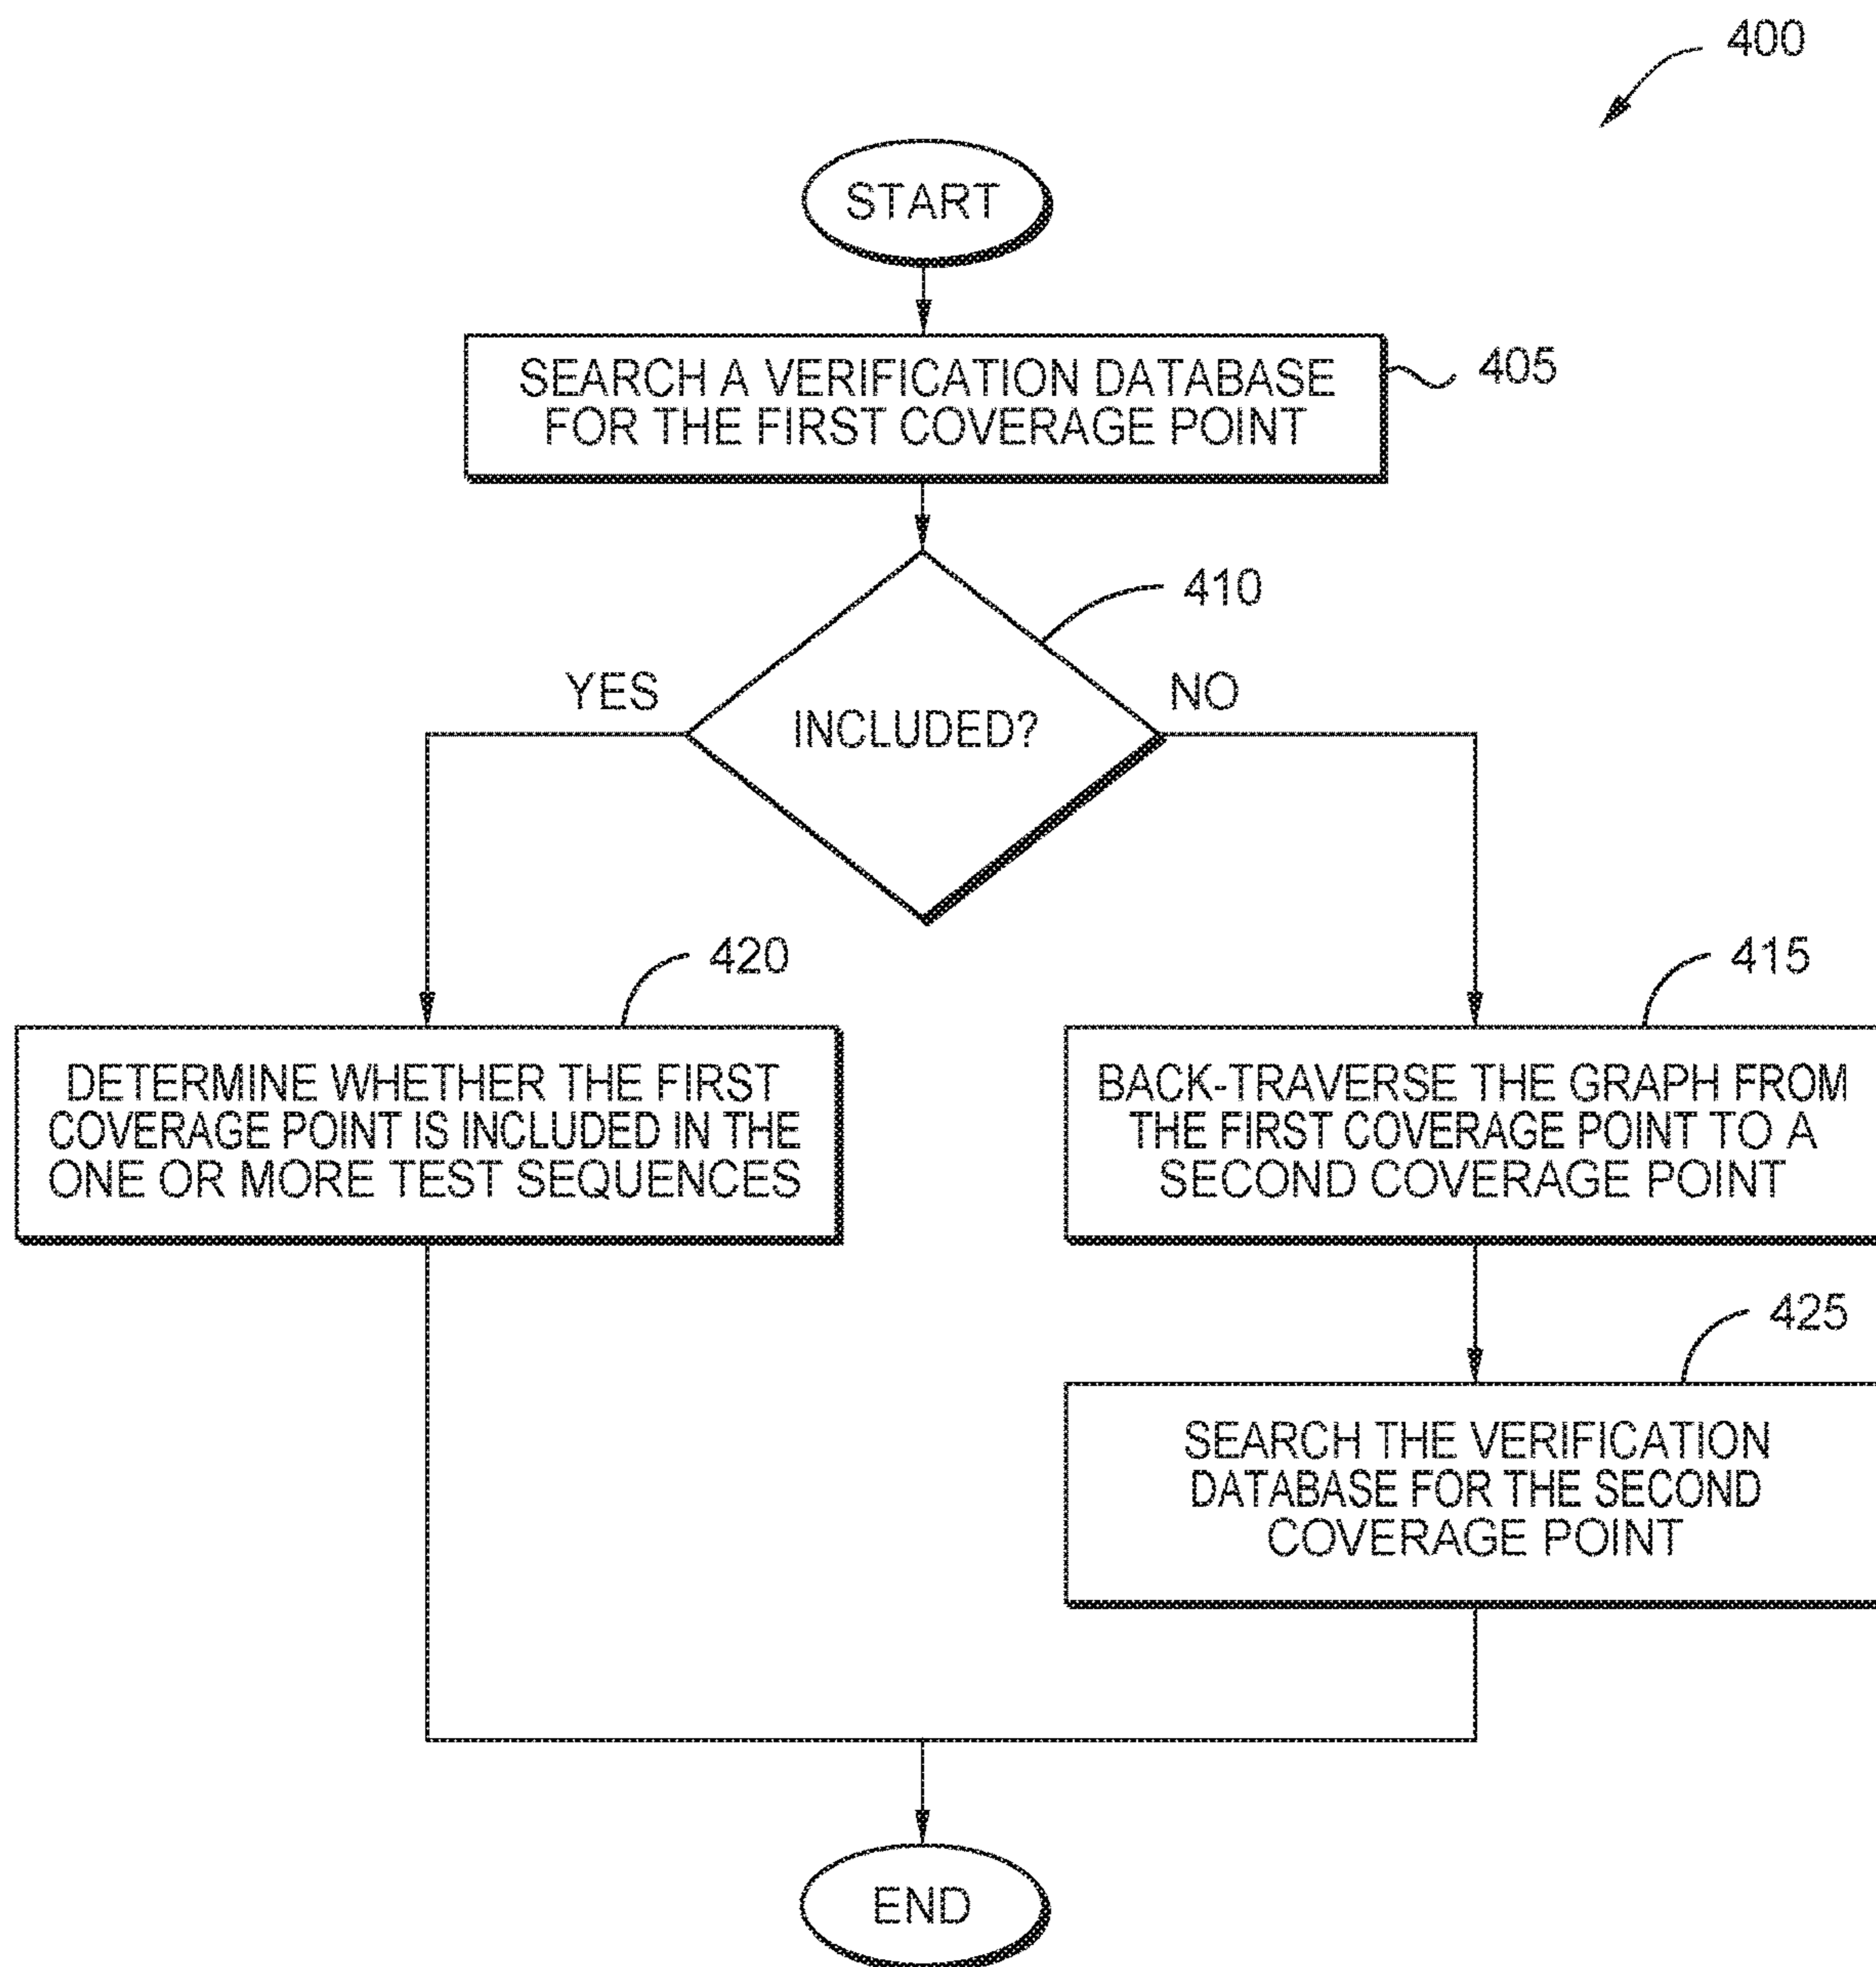 400
START
SEARCH A VERIFICATION DATABASE
FOR THE FIRST COVERAGE POINT
405
410
YES
INCLUDED?
NO
420
DETERMINE WHETHER THE FIRST
COVERAGE POINT IS INCLUDED IN THE
ONE OR MORE TEST SEQUENCES
415
BACK-TRAVERSE THE GRAPH FROM
THE FIRST COVERAGE POINT TO A
SECOND COVERAGE POINT
425
SEARCH THE VERIFICATION
DATABASE FOR THE SECOND
COVERAGE POINT
END